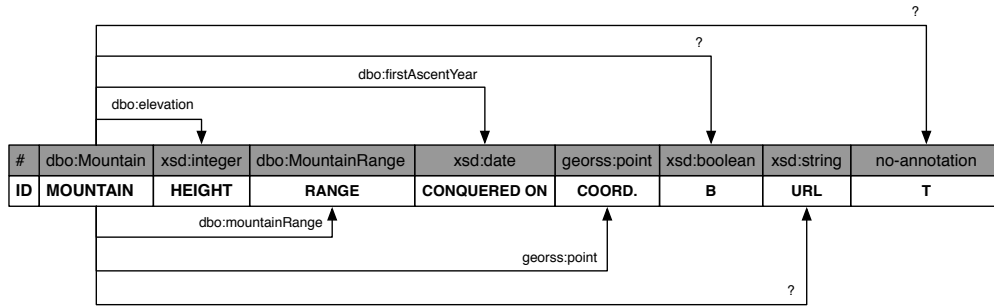 ?
?
dbo:firstAscentYear
dbo:elevation
# dbo:Mountain xsd:integer dbo:MountainRange xsd:date georss:point xsd:boolean xsd:string no-annotation
ID MOUNTAIN HEIGHT RANGE CONQUERED ON COORD. B URL T
dbo:mountainRange
georss:point
?